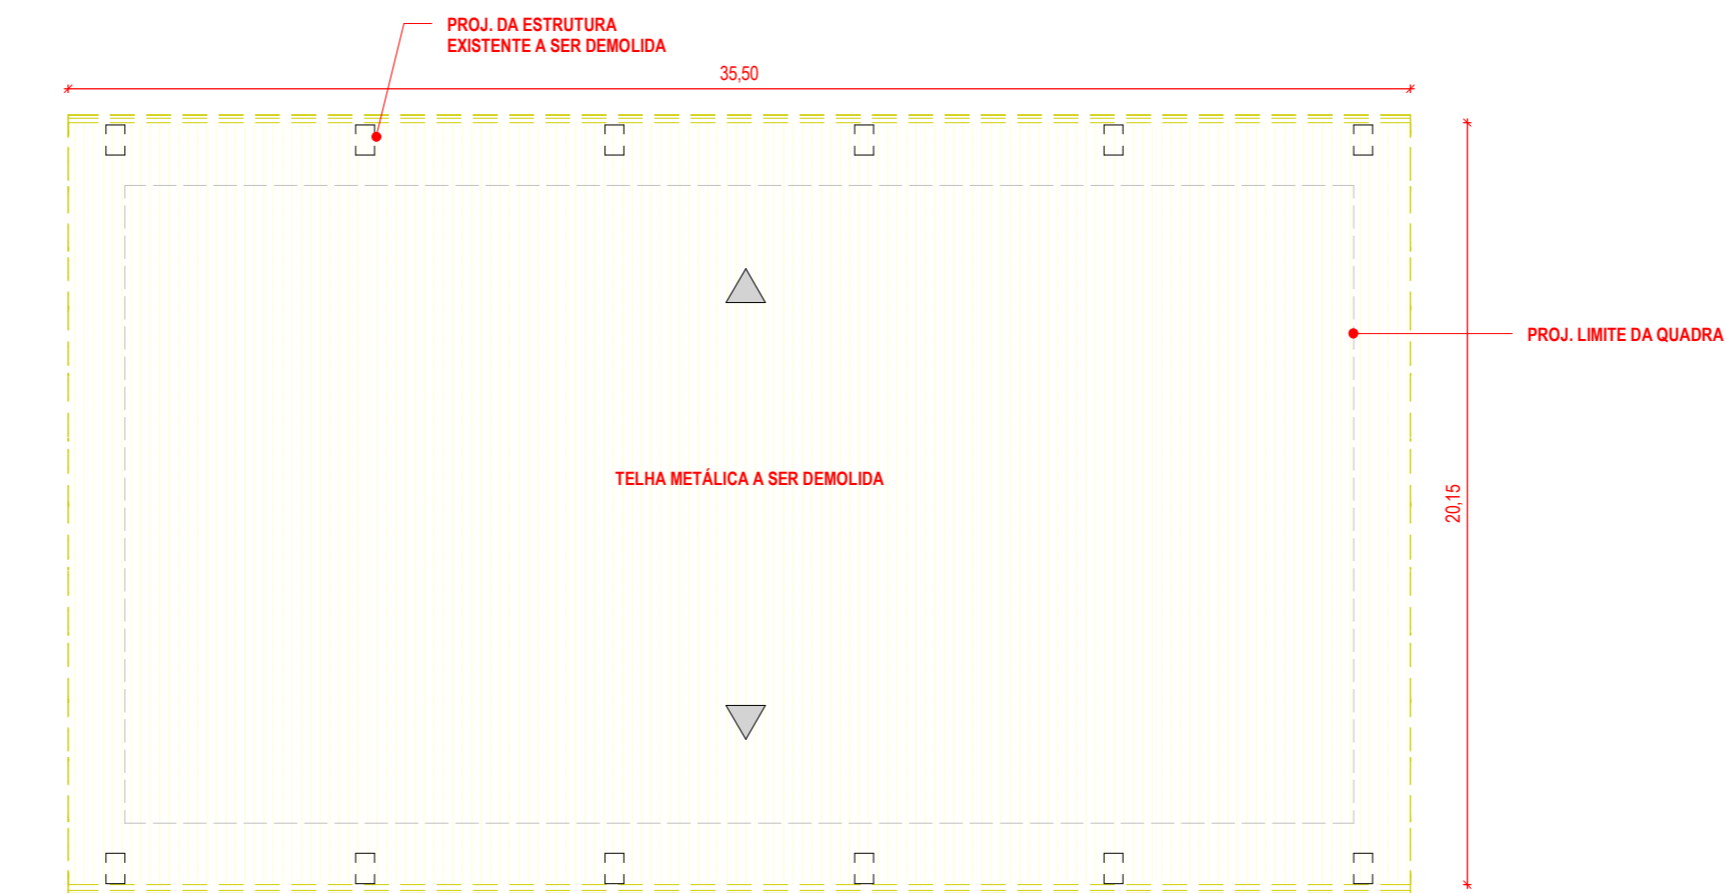 PROJ. DA ESTRUTURA
EXISTENTE A SER DEMOLIDA
35,50
PROJ. LIMITE DA QUADRA
TELHA METÁLICA A SER DEMOLIDA
20,15